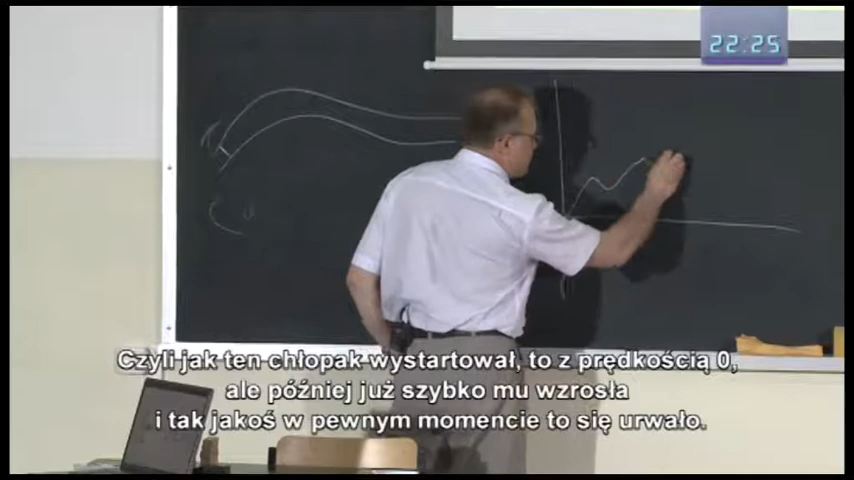 22:25
Czyli jak ten chłopak wystartował, to z prędkością 0,
ale później już szybko mu wzrosła
i tak jakoś w pewnym momencie to się urwało.